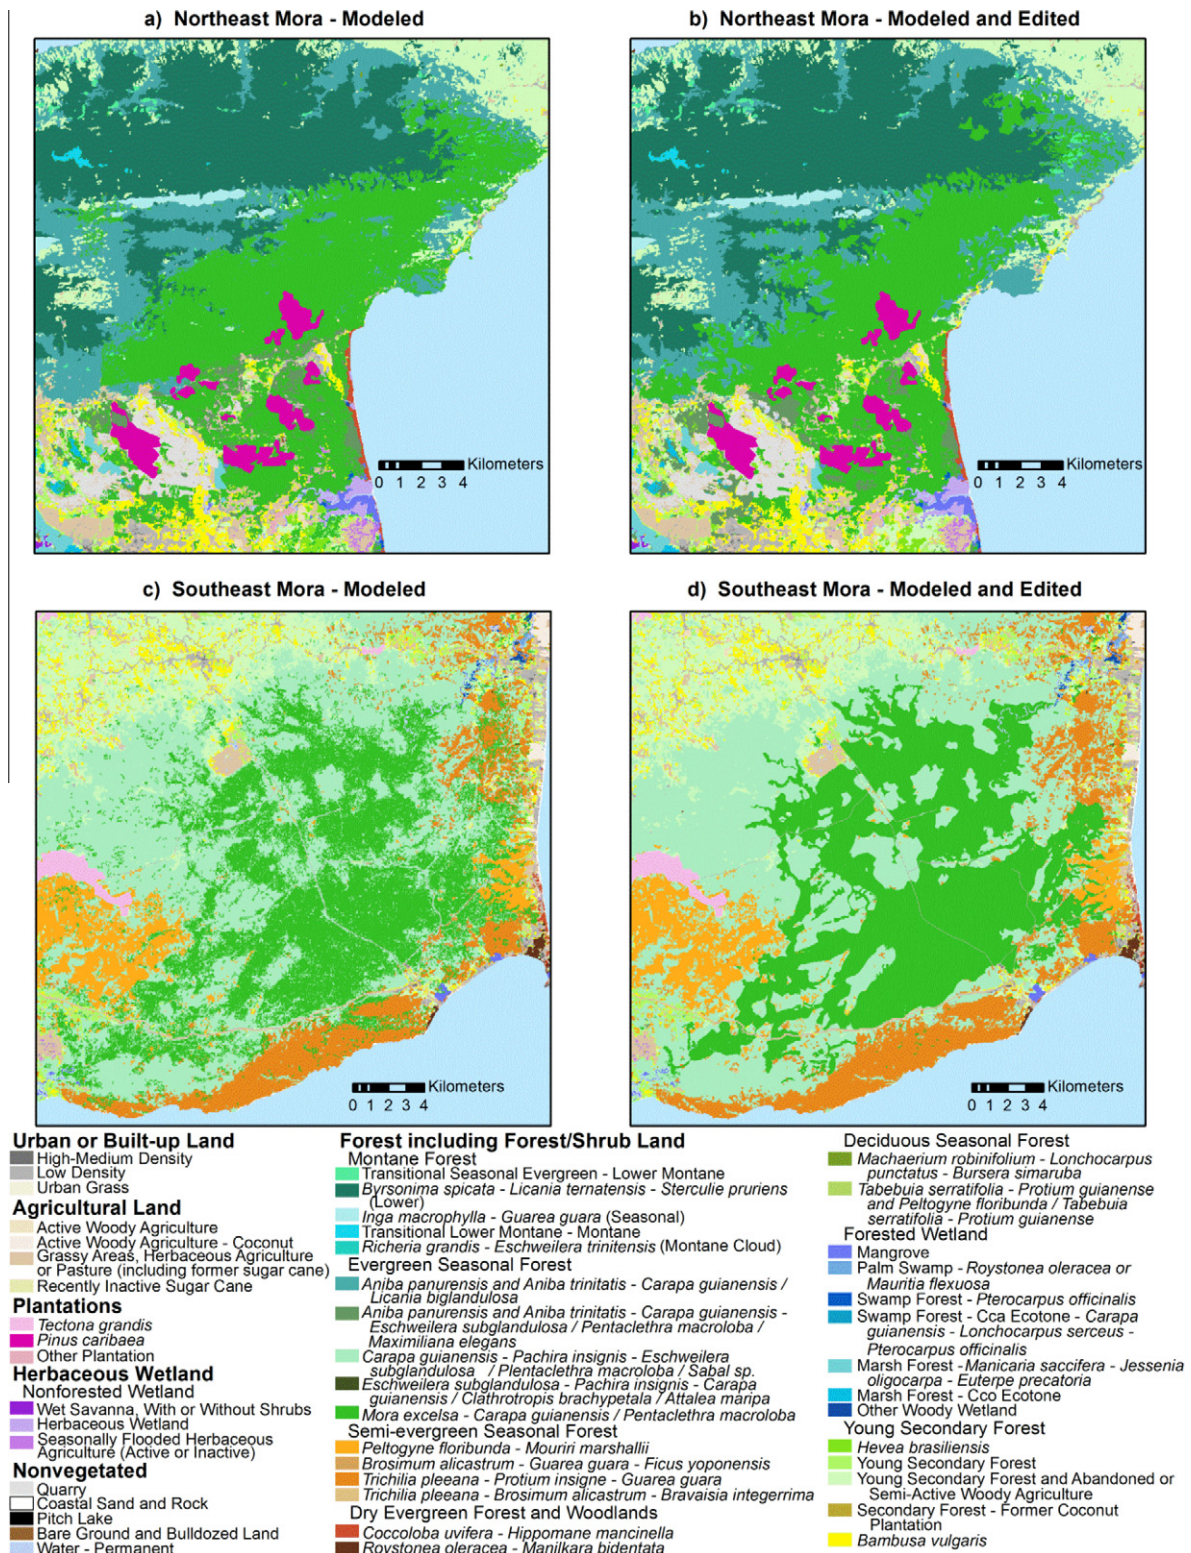 a) Northeast Mora - Modeled
b) Northeast Mora - Modeled and Edited
Kilometers
0 1 2 3 4
Kilometers
0 1 2 3 4
c) Southeast Mora - Modeled
d) Southeast Mora - Modeled and Edited
Kilometers
0 1 2 3 4
Kilometers
0 1 2 3 4
Urban or Built-up Land
High-Medium Density
Low Density
Urban Grass
Agricultural Land
Active Woody Agriculture
Active Woody Agriculture - Coconut
Grassy Areas, Herbaceous Agriculture
or Pasture (including former sugar cane)
Recently Inactive Sugar Cane
Plantations
Tectona grandis
Pinus caribaea
Other Plantation
Herbaceous Wetland
Nonforested Wetland
Wet Savanna, With or Without Shrubs
Herbaceous Wetland
Seasonally Flooded Herbaceous
Agriculture (Active or Inactive)
Nonvegetated
Quarry
Coastal Sand and Rock
Pitch Lake
Bare Ground and Bulldozed Land
Water - Permanent
Forest including Forest/Shrub Land
Montane Forest
Transitional Seasonal Evergreen - Lower Montane
Byrsonima spicata - Licania ternatensis - Sterculie pruriens
(Lower)
Inga macrophylla - Guarea guara (Seasonal)
Transitional Lower Montane - Montane
Richeria grandis - Eschweilera trinitensis (Montane Cloud)
Evergreen Seasonal Forest
Aniba panurensis and Aniba trinitatis - Carapa guianensis /
Licania biglandulosa
Aniba panurensis and Aniba trinitatis - Carapa guianensis -
Eschweilera subglandulosa / Pentaclethra macroloba /
Maximiliana elegans
Carapa guianensis - Pachira insignis - Eschweilera
subglandulosa / Pentaclethra macroloba / Sabal sp.
Eschweilera subglandulosa - Pachira insignis - Carapa
guianensis / Clathrotropis brachypetala / Attalea maripa
Mora excelsa - Carapa guianensis / Pentaclethra macroloba
Semi-evergreen Seasonal Forest
Peltogyne floribunda - Mouriri marshallii
Brosimum alicastrum - Guarea guara - Ficus yoponensis
Trichilia pleeana - Protium insigne - Guarea guara
Trichilia pleeana - Brosimum alicastrum - Bravaisia integerrima
Dry Evergreen Forest and Woodlands
Coccoloba uvifera - Hippomane mancinella
Roystonea oleracea - Manilkara bidentata
Deciduous Seasonal Forest
Machaerium robinifolium - Lonchocarpus
punctatus - Bursera simaruba
Tabebuia serratifolia - Protium guianense
and Peltogyne floribunda / Tabebuia
serratifolia - Protium guianense
Forested Wetland
Mangrove
Palm Swamp - Roystonea oleracea or
Mauritia flexuosa
Swamp Forest - Pterocarpus officinalis
Swamp Forest - Cca Ecotone - Carapa
guianensis - Lonchocarpus serceus -
Pterocarpus officinalis
Marsh Forest - Manicaria saccifera - Jessenia
oligocarpa - Euterpe precatoria
Marsh Forest - Cco Ecotone
Other Woody Wetland
Young Secondary Forest
Hevea brasiliensis
Young Secondary Forest
Young Secondary Forest and Abandoned or
Semi-Active Woody Agriculture
Secondary Forest - Former Coconut
Plantation
Bambusa vulgaris